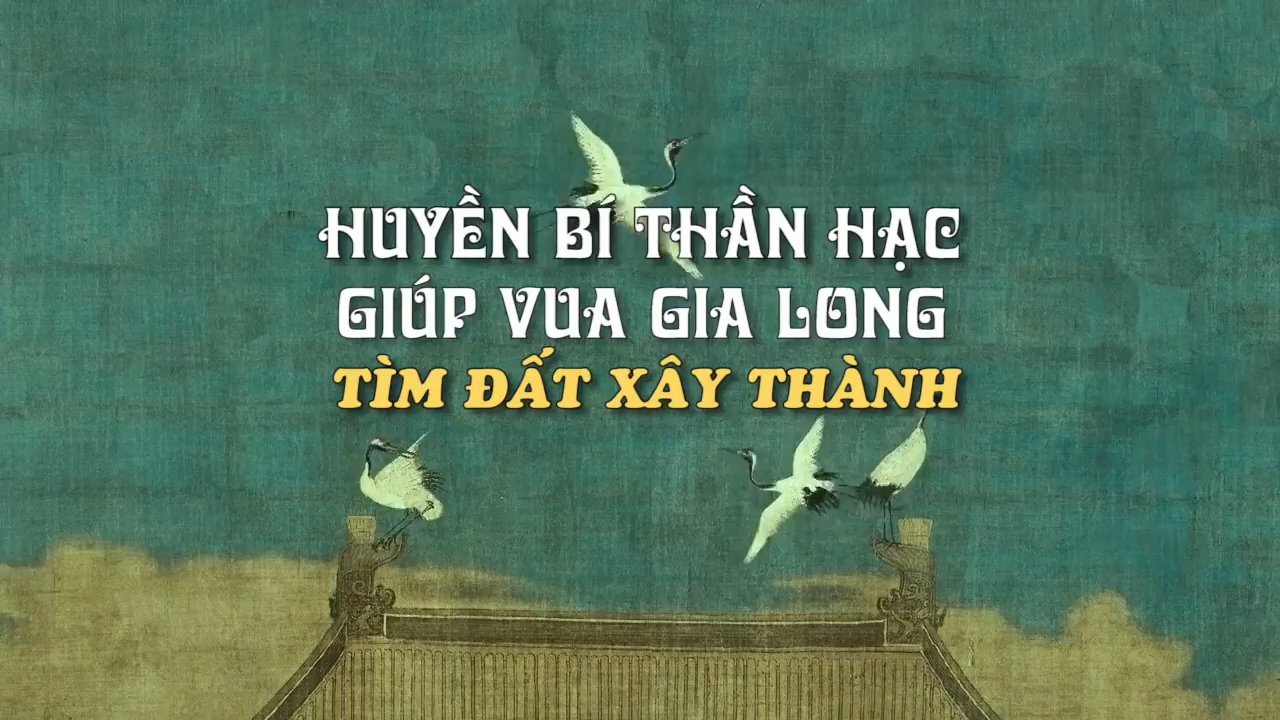 HUYỀN BÍ THẦN HẠC
GIÚP VUA GIA LONG
TÌM ĐẤT XÂY THÀNH